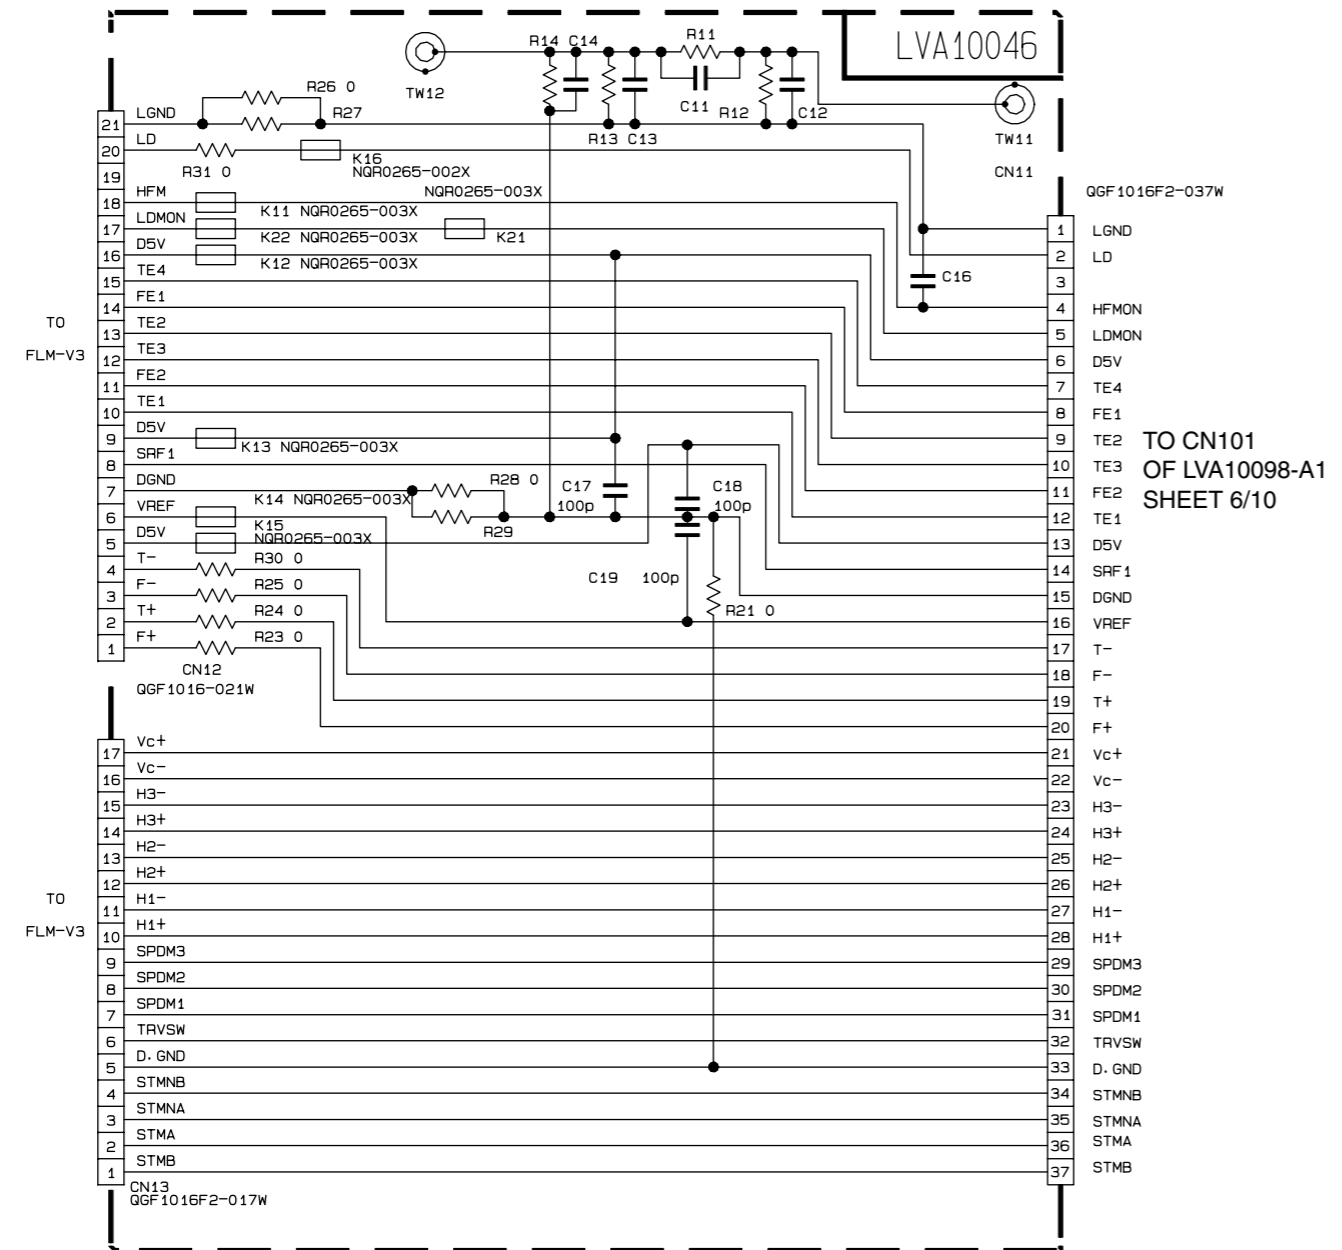 LVA10046
R14 C14
R11
TW12
C11
R12
C12
R13 C13
TW11
CN11
QGF1016F2-037W
R26 0
R27
21 LGND
20 LD
R31 0
K16
NQR0265-002X
19
18 HFM
K11 NQR0265-003X
NQR0265-003X
17 LDMON
K22 NQR0265-003X
K21
16 D5V
K12 NQR0265-003X
15 TE4
14 FE1
13 TE2
12 TE3
11 FE2
10 TE1
9 D5V
K13 NQR0265-003X
8 SRF1
7 DGND
R28 0
R29
6 VREF
K14 NQR0265-003X
5 D5V
K15
NQR0265-003X
4 T-
R30 0
3 F-
R25 0
2 T+
R24 0
1 F+
R23 0
CN12
QGF1016-021W
TO
FLM-V3
C16
C17
100p
C18
100p
C19 100p
R21 0
17 Vc+
16 Vc-
15 H3-
14 H3+
13 H2-
12 H2+
11 H1-
10 H1+
9 SPDM3
8 SPDM2
7 SPDM1
6 TRVSW
5 D.GND
4 STMNB
3 STMNA
2 STMA
1 STMB
CN13
QGF1016F2-017W
TO
FLM-V3
1 LGND
2 LD
3
4 HFMON
5 LDMON
6 D5V
7 TE4
8 FE1
9 TE2
10 TE3
11 FE2
12 TE1
13 D5V
14 SRF1
15 DGND
16 VREF
17 T-
18 F-
19 T+
20 F+
21 Vc+
22 Vc-
23 H3-
24 H3+
25 H2-
26 H2+
27 H1-
28 H1+
29 SPDM3
30 SPDM2
31 SPDM1
32 TRVSW
33 D.GND
34 STMNB
35 STMNA
36 STMA
37 STMB
TO CN101
OF LVA10098-A1
SHEET 6/10